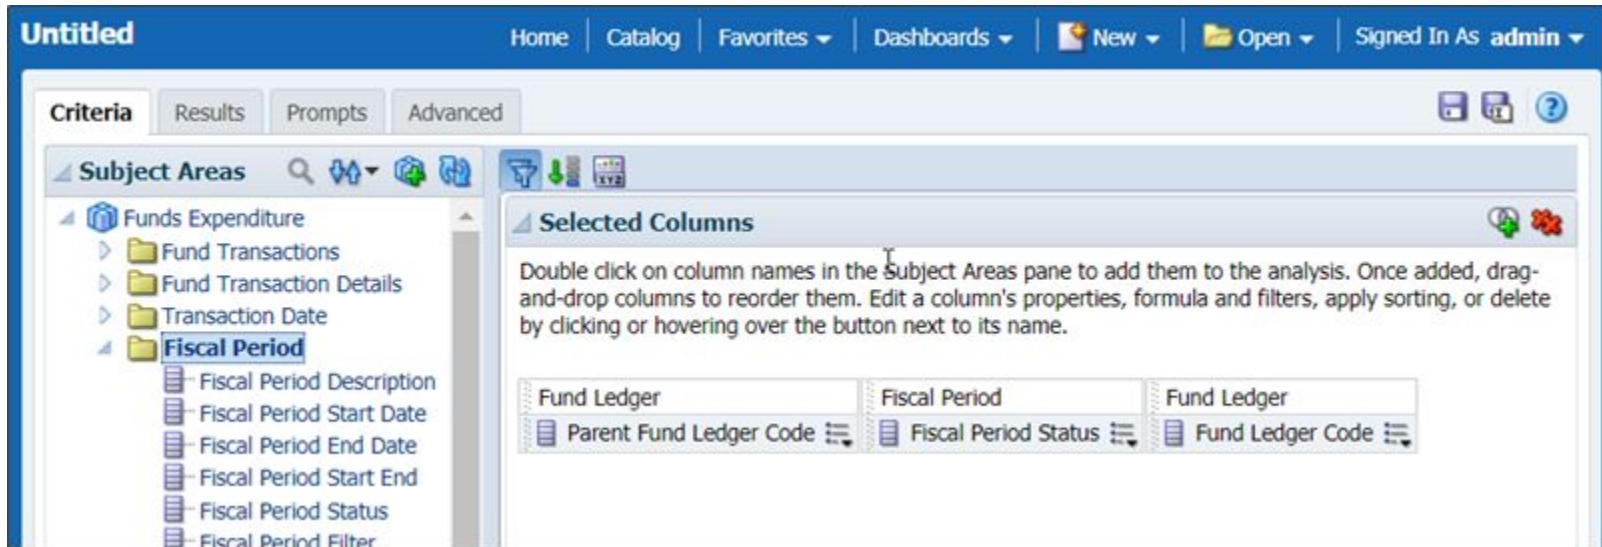 Untitled
Home Catalog Favorites Dashboards New Open Signed In As admin
Criteria Results Prompts Advanced
Subject Areas
Funds Expenditure
Fund Transactions
Fund Transaction Details
Transaction Date
Fiscal Period
Fiscal Period Description
Fiscal Period Start Date
Fiscal Period End Date
Fiscal Period Start End
Fiscal Period Status
Fiscal Period Filter
XYZ
Selected Columns
Double click on column names in the Subject Areas pane to add them to the analysis. Once added, drag-
and-drop columns to reorder them. Edit a column's properties, formula and filters, apply sorting, or delete
by clicking or hovering over the button next to its name.
Fund Ledger Fiscal Period Fund Ledger
Parent Fund Ledger Code Fiscal Period Status Fund Ledger Code